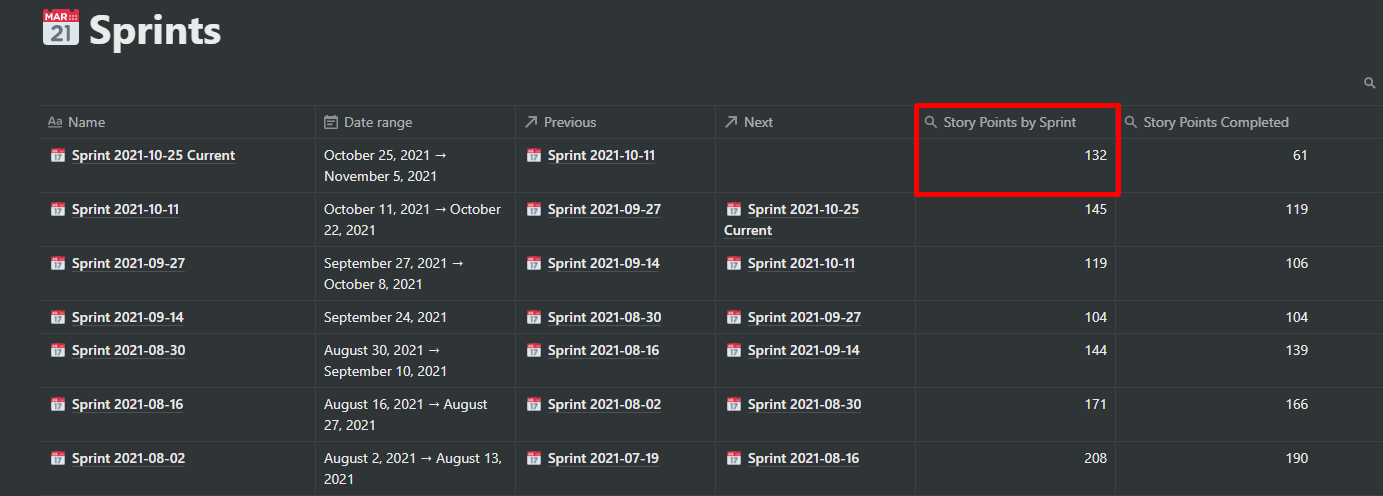 MAR
21
Sprints
Aa Name Date range Previous Next Story Points by Sprint Story Points Completed
Sprint 2021-10-25 Current October 25, 2021 → Sprint 2021-10-11 132 61
November 5, 2021
Sprint 2021-10-11 October 11, 2021 → October Sprint 2021-09-27 Sprint 2021-10-25 145 119
22, 2021 Current
Sprint 2021-09-27 September 27, 2021 → Sprint 2021-09-14 Sprint 2021-10-11 119 106
October 8, 2021
Sprint 2021-09-14 September 24, 2021 Sprint 2021-08-30 Sprint 2021-09-27 104 104
Sprint 2021-08-30 August 30, 2021 → Sprint 2021-08-16 Sprint 2021-09-14 144 139
September 10, 2021
Sprint 2021-08-16 August 16, 2021 → August Sprint 2021-08-02 Sprint 2021-08-30 171 166
27, 2021
Sprint 2021-08-02 August 2, 2021 → August 13, Sprint 2021-07-19 Sprint 2021-08-16 208 190
2021